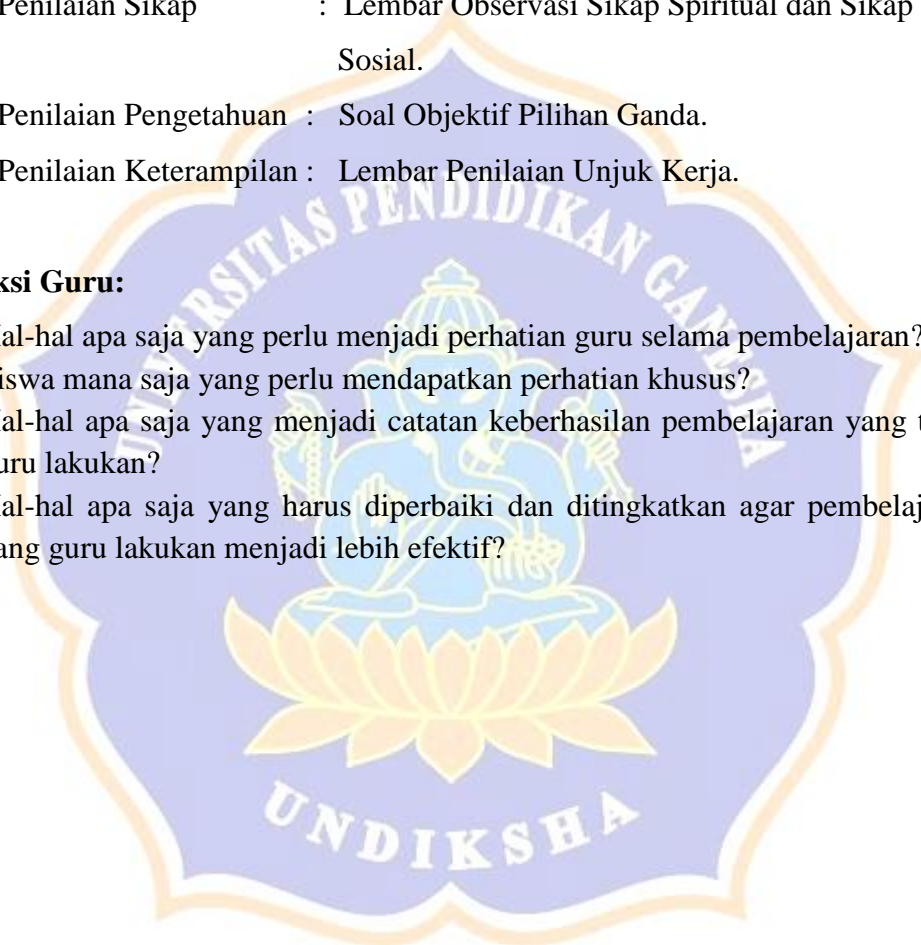 Penilaian Sikap : Lembar Observasi Sikap Spiritual dan Sikap
Sosial.
Penilaian Pengetahuan : Soal Objektif Pilihan Ganda.
Penilaian Keterampilan : Lembar Penilaian Unjuk Kerja.
UNIVERSITAS PENDIDIKAN GANESHA
ksi Guru:
al-hal apa saja yang perlu menjadi perhatian guru selama pembelajaran?
iswa mana saja yang perlu mendapatkan perhatian khusus?
al-hal apa saja yang menjadi catatan keberhasilan pembelajaran yang t
uru lakukan?
al-hal apa saja yang harus diperbaiki dan ditingkatkan agar pembelaj
ang guru lakukan menjadi lebih efektif?
UNDIKSHA